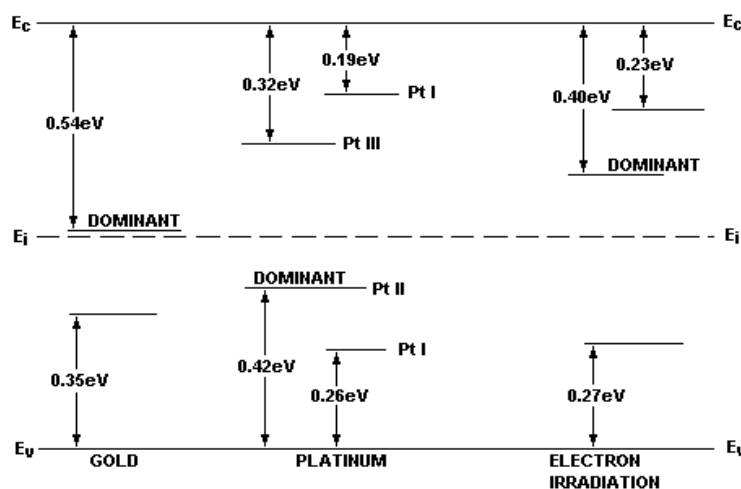 Ec
Ec
0.19eV
0.23eV
0.32eV
Pt I
0.40eV
0.54eV
Pt III
DOMINANT
DOMINANT
Ei
Ei
DOMINANT
Pt II
Pt I
0.35eV
0.42eV
0.26eV
0.27eV
Ev
Ev
GOLD
PLATINUM
ELECTRON
IRRADIATION